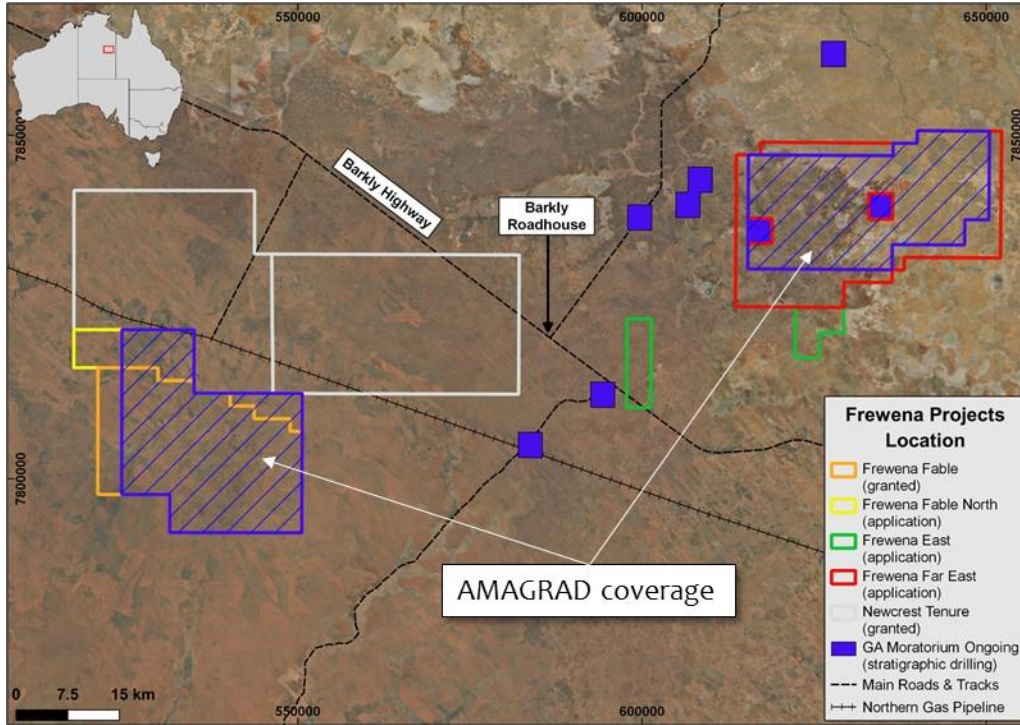 550000
600000
650000
7850000
7850000
Barkly Highway
Barkly
Roadhouse
7800000
7800000
AMAGRAD coverage
Frewena Projects
Location
Frewena Fable
(granted)
Frewena Fable North
(application)
Frewena East
(application)
Frewena Far East
(application)
Newcrest Tenure
(granted)
GA Moratorium Ongoing
(stratigraphic drilling)
Main Roads & Tracks
Northern Gas Pipeline
0 7.5 15 km
550000
600000